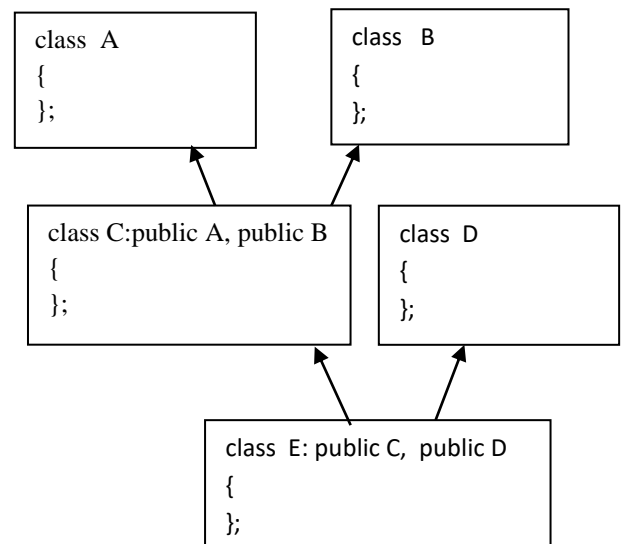 class A
{
};
class B
{
};
class C:public A, public B
{
};
class D
{
};
class E: public C, public D
{
};